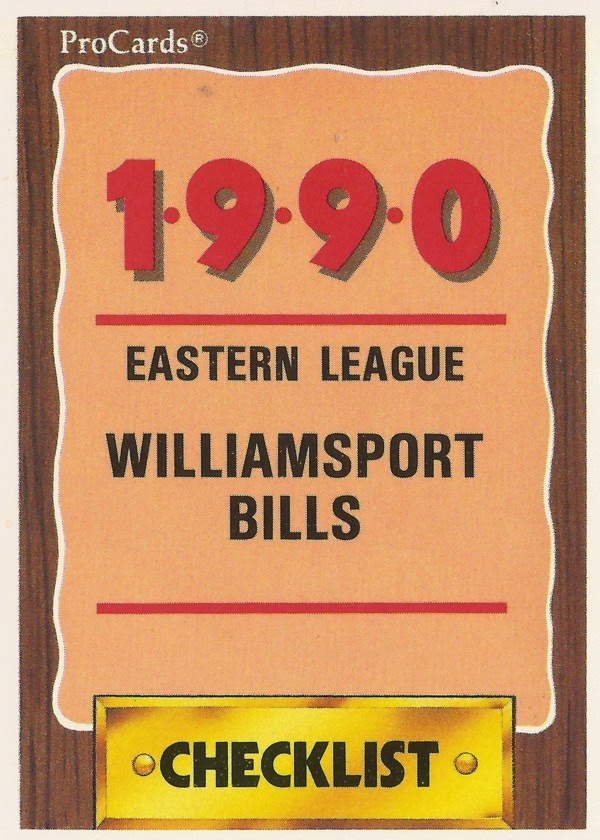 ProCards®
1·9·9·0
EASTERN LEAGUE
WILLIAMSPORT
BILLS
CHECKLIST